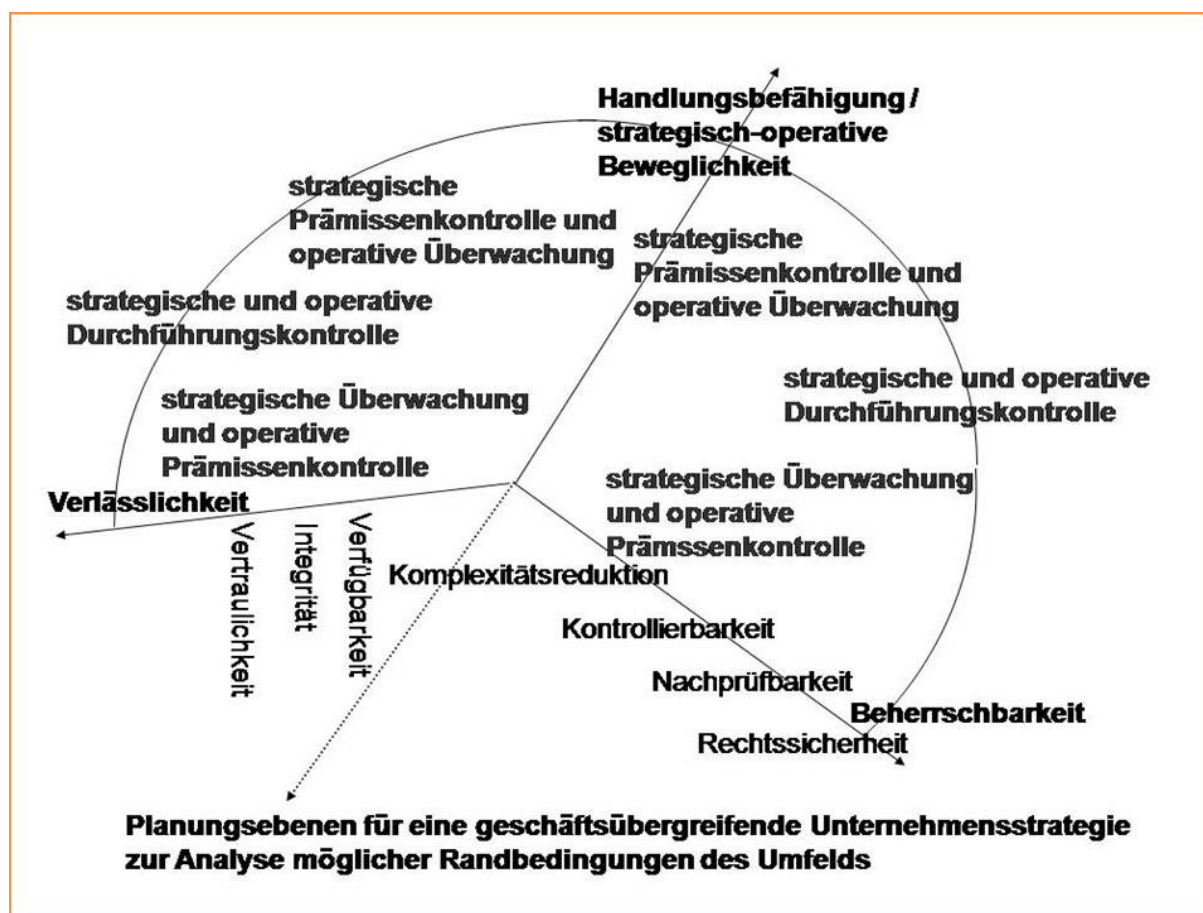 Handlungsbefähigung /
strategisch-operative
Beweglichkeit
strategische
Prämissenkontrolle und
operative Überwachung
strategische
Prämissenkontrolle und
operative Überwachung
strategische und operative
Durchführungskontrolle
strategische und operative
Durchführungskontrolle
strategische Überwachung
und operative
Prämissenkontrolle
strategische Überwachung
und operative
Prämssenkontrolle
Verlässlichkeit
Vertraulichkeit
Integrität
Verfügbarkeit
Komplexitätsreduktion
Kontrollierbarkeit
Nachprüfbarkeit
Beherrschbarkeit
Rechtssicherheit
Planungsebenen für eine geschäftsübergreifende Unternehmensstrategie
zur Analyse möglicher Randbedingungen des Umfelds